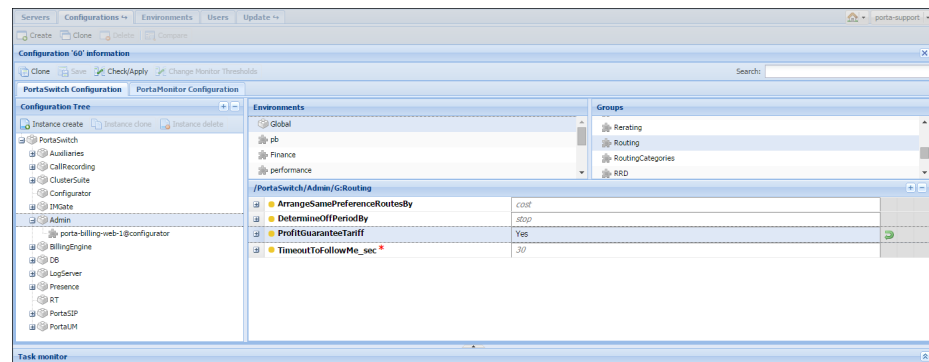 Servers Configurations Environments Users Update porta-support
Create Clone Delete Compare
Configuration '60' information
Clone Save Check/Apply Change Monitor Thresholds Search:
PortaSwitch Configuration PortaMonitor Configuration
Configuration Tree Environments Groups
Instance create Instance clone Instance delete
Global Rerating
PortaSwitch
pb Routing
Auxiliaries
Finance RoutingCategories
CallRecording
performance RRD
ClusterSuite
/PortaSwitch/Admin/G:Routing
Configurator
ArrangeSamePreferenceRoutesBy cost
IMGate
DetermineOffPeriodBy stop
Admin
ProfitGuaranteeTariff Yes
porta-billing-web-1@configurator
TimeoutToFollowMe_sec * 30
BillingEngine
DB
LogServer
Presence
RT
PortaSIP
PortaUM
Task monitor